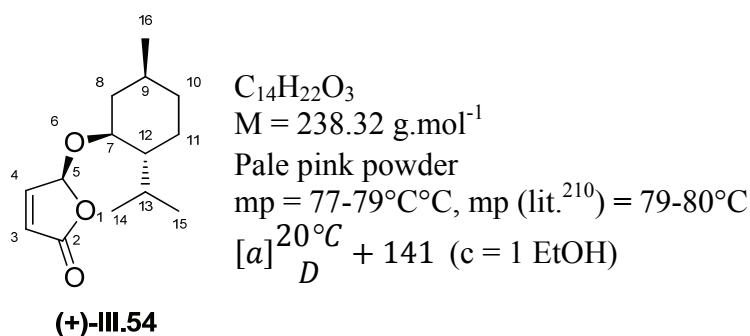 16
8
9
10
6
O
7
12
11
5
4
O
1
14
13
15
3
2
O
(+)-III.54
C14H22O3
M = 238.32 g.mol-1
Pale pink powder
mp = 77-79°C°C, mp (lit.210) = 79-80°C
[a]20°C D + 141 (c = 1 EtOH)